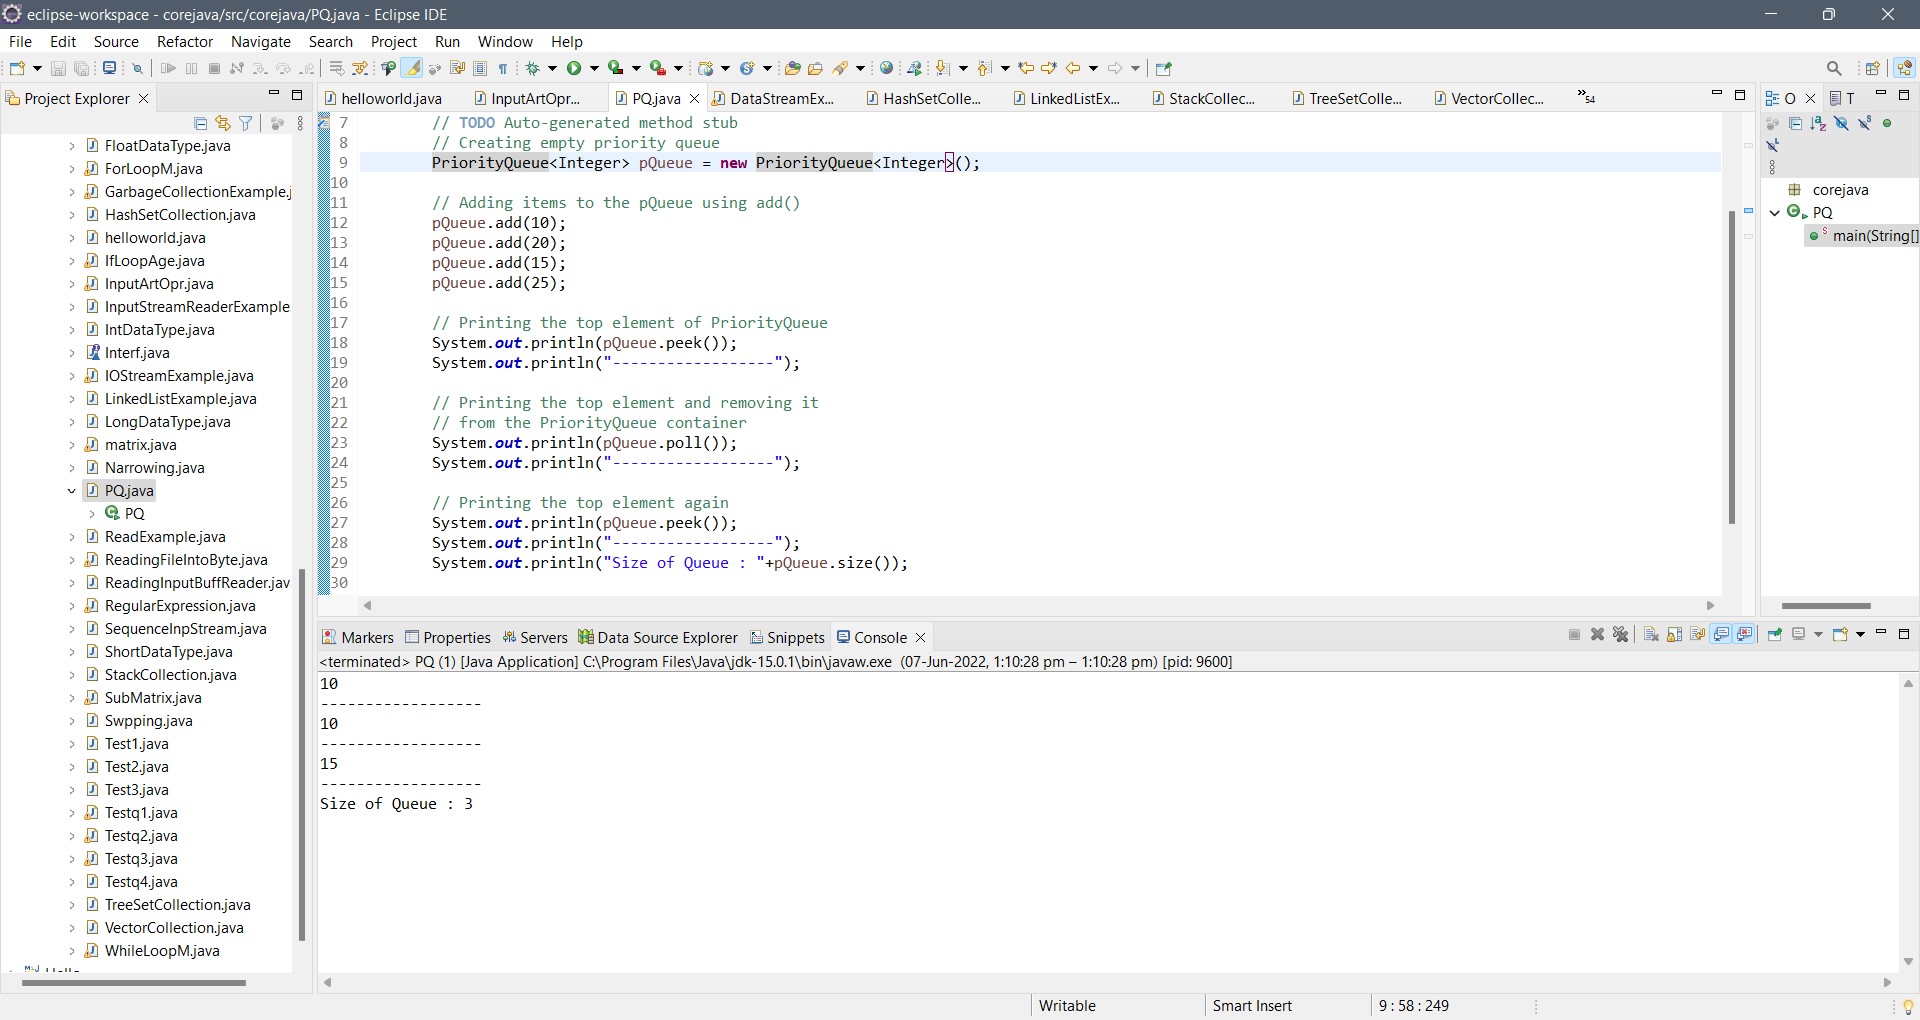 eclipse-workspace - corejava/src/corejava/PQ.java - Eclipse IDE
File Edit Source Refactor Navigate Search Project Run Window Help
Project Explorer
helloworld.java InputArtOpr... PQ.java DataStreamEx... HashSetColle... LinkedListEx... StackCollec... TreeSetColle... VectorCollec... »54
O T
FloatDataType.java
ForLoopM.java
GarbageCollectionExample.j
HashSetCollection.java
helloworld.java
IfLoopAge.java
InputArtOpr.java
InputStreamReaderExample
IntDataType.java
Interf.java
IOStreamExample.java
LinkedListExample.java
LongDataType.java
matrix.java
Narrowing.java
PQ.java
PQ
ReadExample.java
ReadingFileIntoByte.java
ReadingInputBuffReader.jav
RegularExpression.java
SequenceInpStream.java
ShortDataType.java
StackCollection.java
SubMatrix.java
Swpping.java
Test1.java
Test2.java
Test3.java
Testq1.java
Testq2.java
Testq3.java
Testq4.java
TreeSetCollection.java
VectorCollection.java
WhileLoopM.java
7 // TODO Auto-generated method stub
8 // Creating empty priority queue
9 PriorityQueue<Integer> pQueue = new PriorityQueue<Integer>();
10
11 // Adding items to the pQueue using add()
12 pQueue.add(10);
13 pQueue.add(20);
14 pQueue.add(15);
15 pQueue.add(25);
16
17 // Printing the top element of PriorityQueue
18 System.out.println(pQueue.peek());
19 System.out.println("------------------");
20
21 // Printing the top element and removing it
22 // from the PriorityQueue container
23 System.out.println(pQueue.poll());
24 System.out.println("------------------");
25
26 // Printing the top element again
27 System.out.println(pQueue.peek());
28 System.out.println("------------------");
29 System.out.println("Size of Queue : "+pQueue.size());
30
corejava
PQ
main(String[]
Markers Properties Servers Data Source Explorer Snippets Console
<terminated> PQ (1) [Java Application] C:\Program Files\Java\jdk-15.0.1\bin\javaw.exe (07-Jun-2022, 1:10:28 pm – 1:10:28 pm) [pid: 9600]
10
------------------
10
------------------
15
------------------
Size of Queue : 3
Writable Smart Insert 9 : 58 : 249